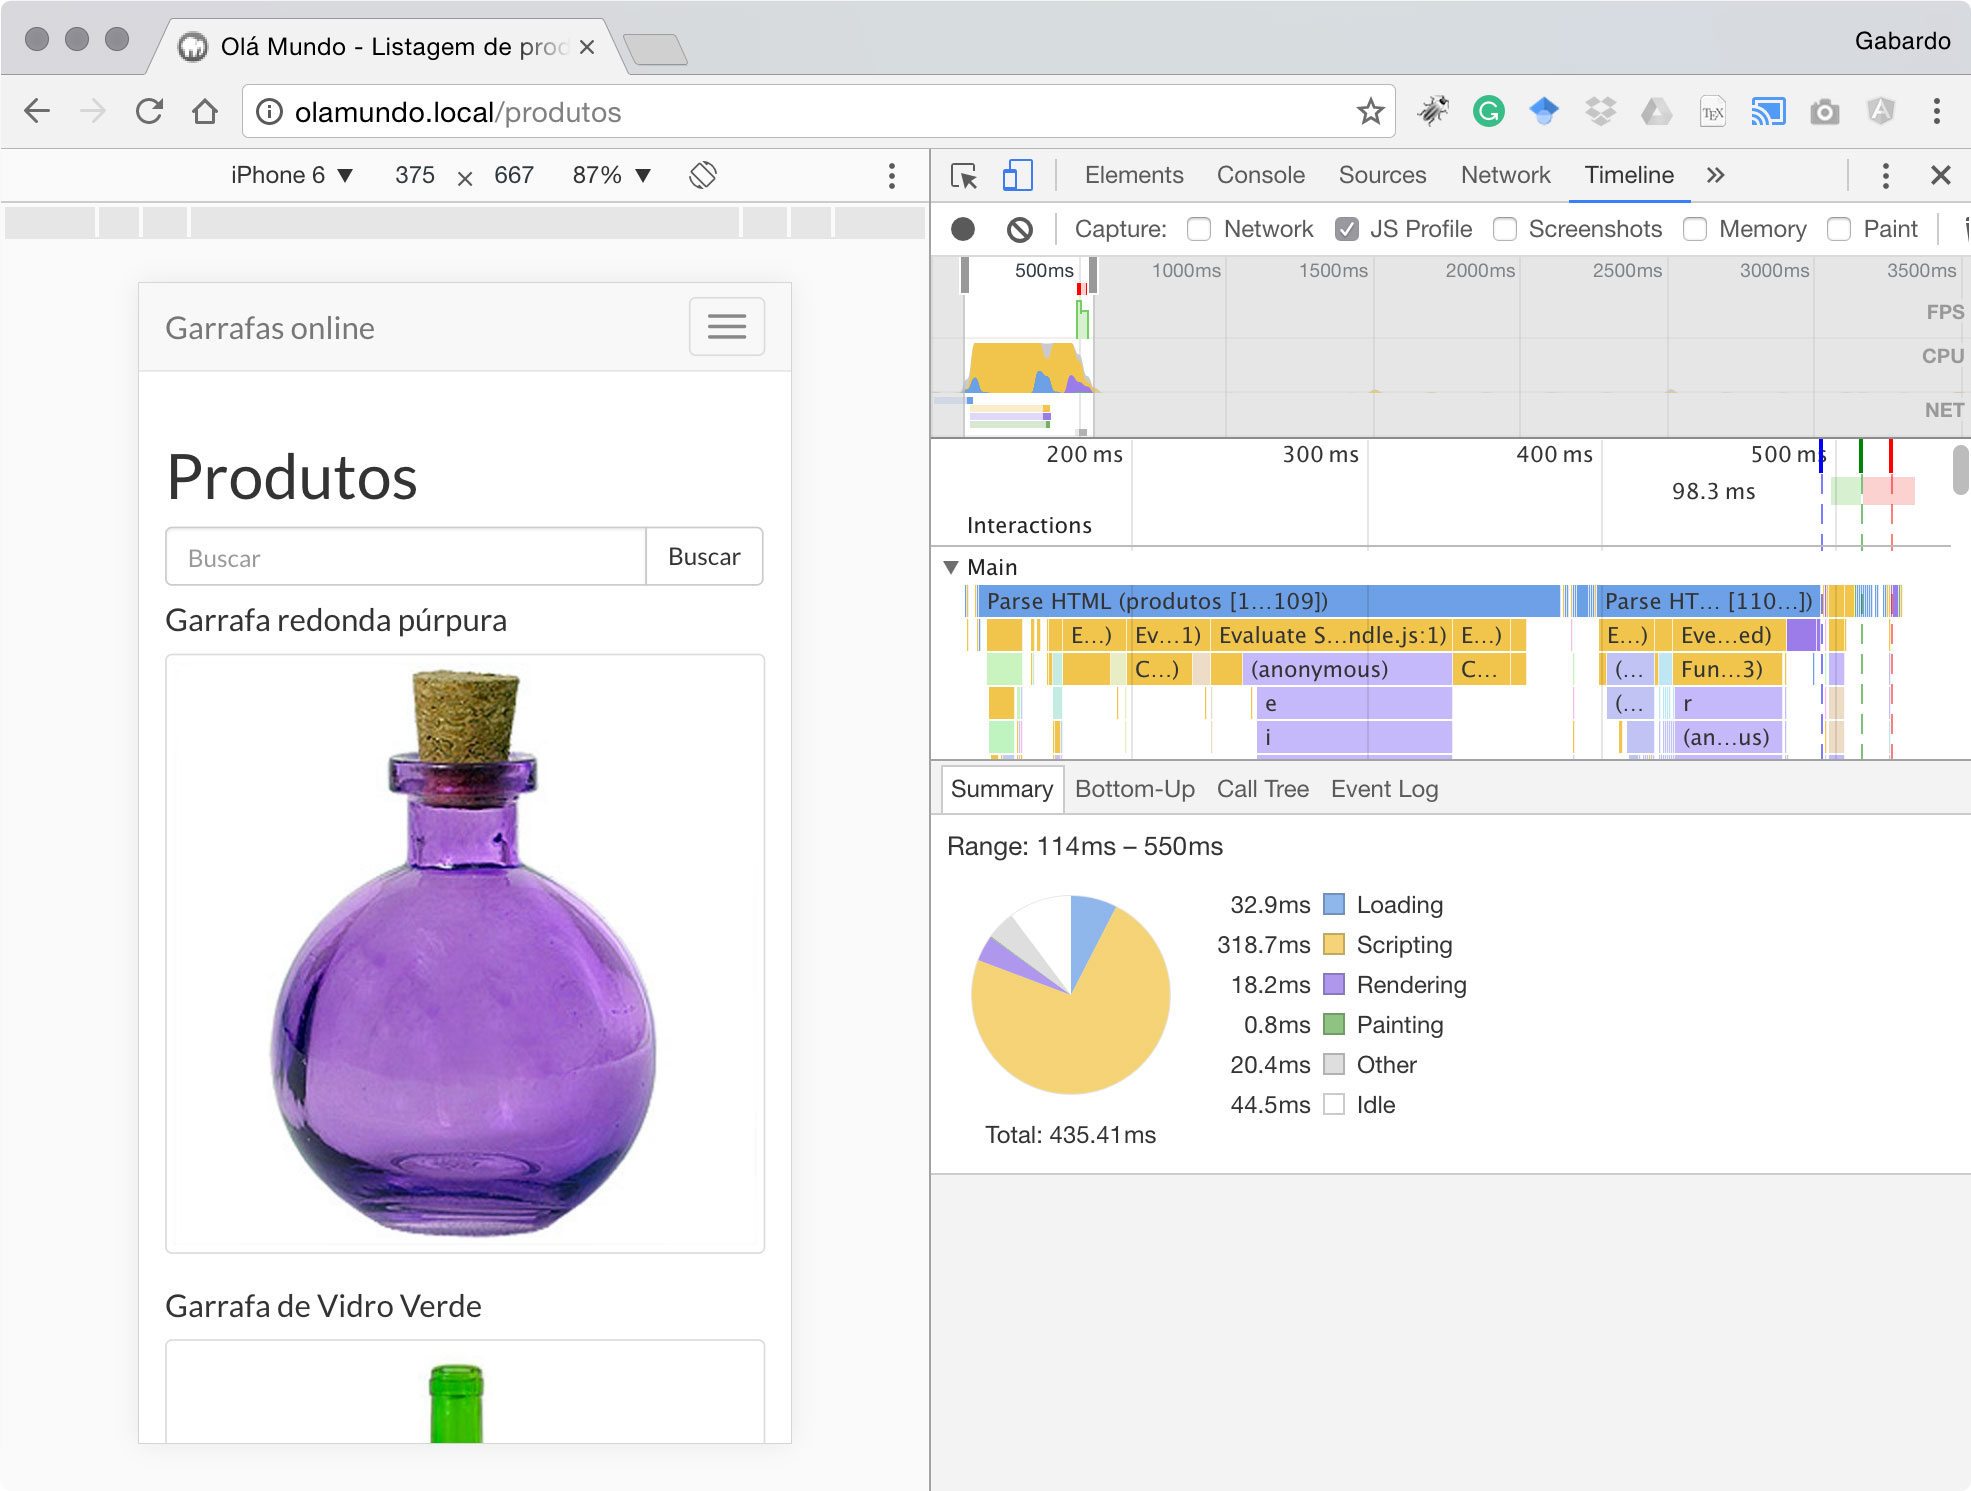 Olá Mundo - Listagem de prod
Gabardo
olamundo.local/produtos
iPhone 6 375 × 667 87%
Elements Console Sources Network Timeline »
Capture: Network JS Profile Screenshots Memory Paint
500ms 1000ms 1500ms 2000ms 2500ms 3000ms 3500ms
FPS
CPU
NET
200 ms 300 ms 400 ms 500 ms
98.3 ms
Interactions
Main
Parse HTML (produtos [1…109]) Parse HT… [110…])
E…) Ev…1) Evaluate S…ndle.js:1) E…) E…) Eve…ed)
C…) (anonymous) C… (… Fun…3)
e (… r
i (an…us)
Summary Bottom-Up Call Tree Event Log
Range: 114ms – 550ms
32.9ms Loading
318.7ms Scripting
18.2ms Rendering
0.8ms Painting
20.4ms Other
44.5ms Idle
Total: 435.41ms
Garrafas online
Produtos
Buscar Buscar
Garrafa redonda púrpura
Garrafa de Vidro Verde
TEX